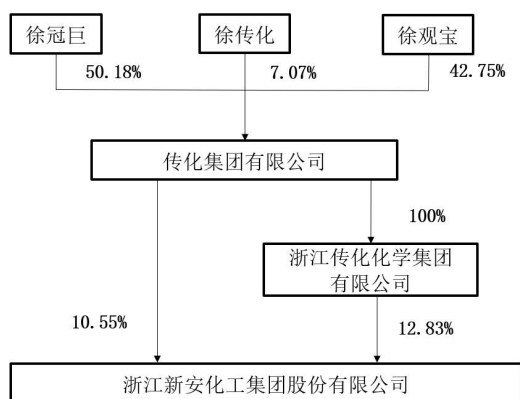 徐冠巨
徐传化
徐观宝
50.18%
7.07%
42.75%
传化集团有限公司
100%
浙江传化化学集团
有限公司
10.55%
12.83%
浙江新安化工集团股份有限公司